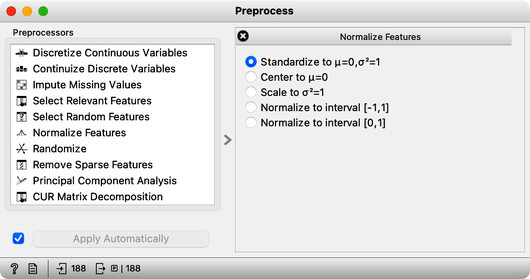 Preprocess
Preprocessors
Discretize Continuous Variables
Continuize Discrete Variables
Impute Missing Values
Select Relevant Features
Select Random Features
Normalize Features
Randomize
Remove Sparse Features
Principal Component Analysis
CUR Matrix Decomposition
Apply Automatically
Normalize Features
Standardize to μ=0,σ²=1
Center to μ=0
Scale to σ²=1
Normalize to interval [-1,1]
Normalize to interval [0,1]
? 188 | 188